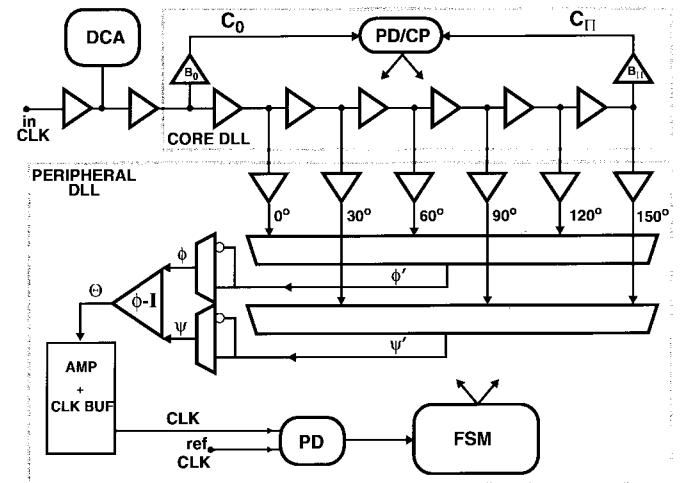 DCA
C0
PD/CP
CΠ
B0
BΠ
in
CLK
CORE DLL
PERIPHERAL
DLL
0° 30° 60° 90° 120° 150°
ϕ
ϕ′
Θ
ϕ-I
ψ
ψ′
AMP
+
CLK BUF
CLK
ref
CLK
PD
FSM